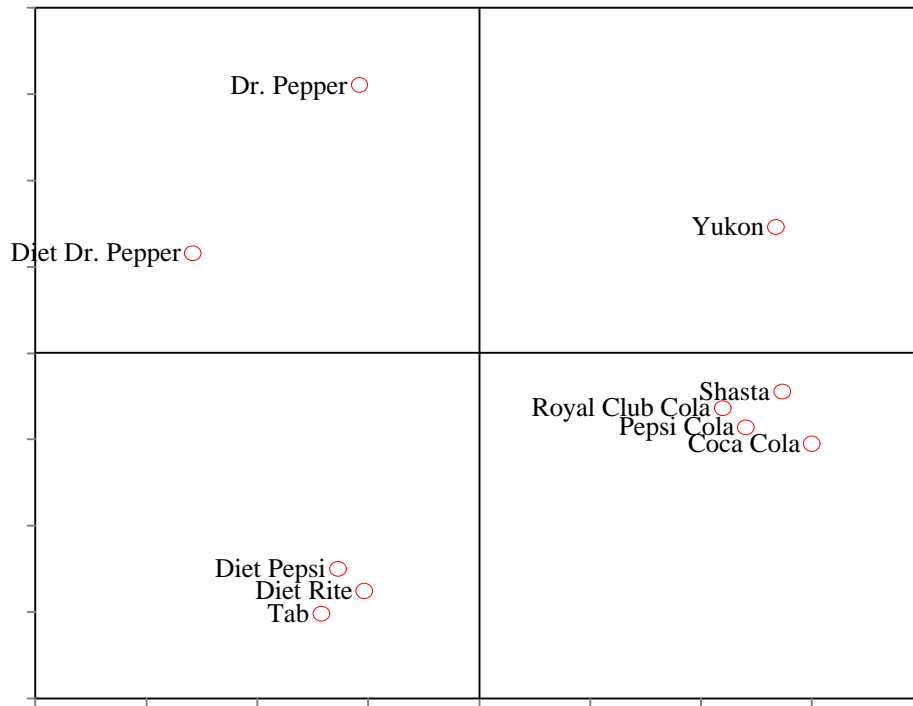 Dr. Pepper
Yukon
Diet Dr. Pepper
Shasta
Royal Club Cola
Pepsi Cola
Coca Cola
Diet Pepsi
Diet Rite
Tab